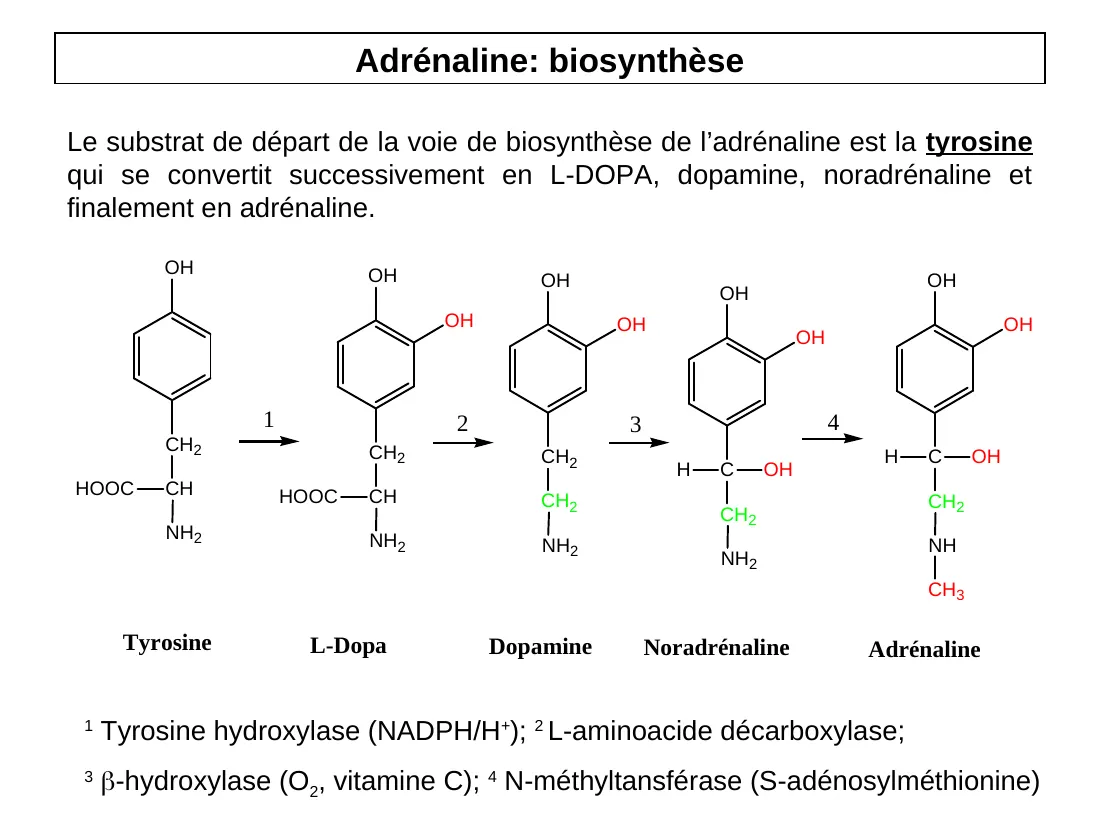 Adrénaline: biosynthèse
Le substrat de départ de la voie de biosynthèse de l’adrénaline est la tyrosine
qui se convertit successivement en L-DOPA, dopamine, noradrénaline et
finalement en adrénaline.
OH
HOOC CH
CH2
NH2
1
OH
OH
CH2
HOOC CH
NH2
2
OH
OH
CH2
CH2
NH2
3
OH
OH
H C OH
CH2
NH2
4
OH
OH
H C OH
CH2
NH
CH3
Tyrosine
L-Dopa
Dopamine
Noradrénaline
Adrénaline
1 Tyrosine hydroxylase (NADPH/H+); 2 L-aminoacide décarboxylase;
3 β-hydroxylase (O2, vitamine C); 4 N-méthyltansférase (S-adénosylméthionine)